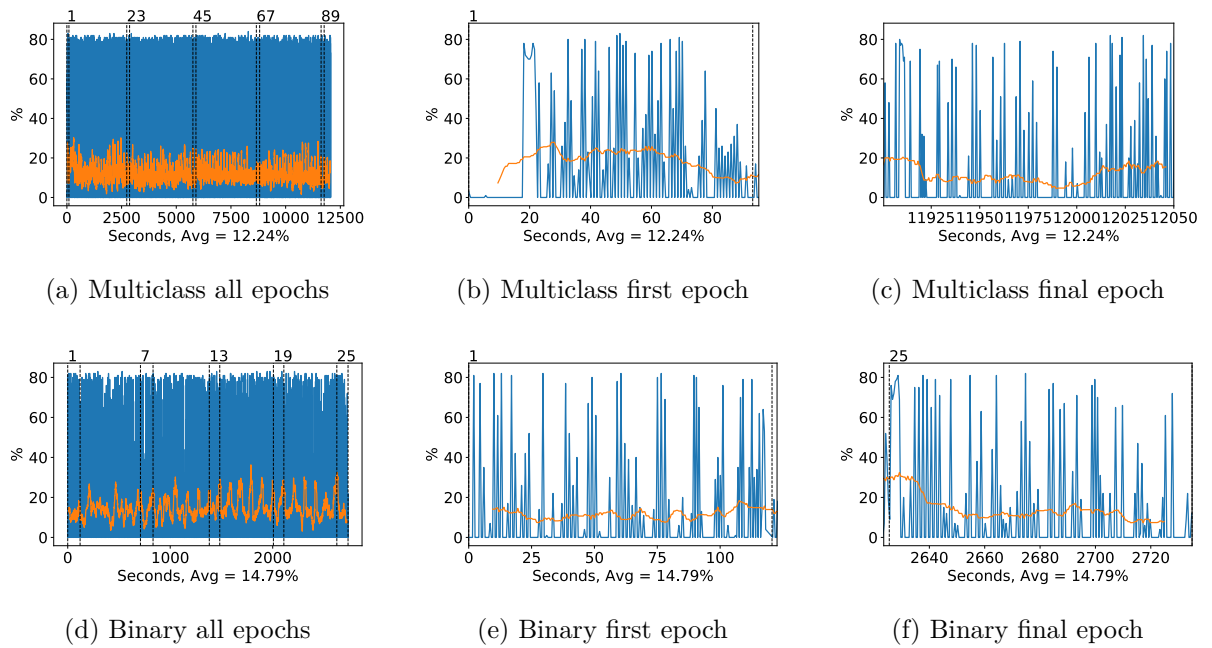 1 23 45 67 89
80
60
%
40
20
0
0 2500 5000 7500 10000 12500
Seconds, Avg = 12.24%
(a) Multiclass all epochs
1
80
60
%
40
20
0
0 20 40 60 80
Seconds, Avg = 12.24%
(b) Multiclass first epoch
80
60
%
40
20
0
11925 11950 11975 12000 12025 12050
Seconds, Avg = 12.24%
(c) Multiclass final epoch
1 7 13 19 25
80
60
%
40
20
0
0 1000 2000
Seconds, Avg = 14.79%
(d) Binary all epochs
1
80
60
%
40
20
0
0 25 50 75 100
Seconds, Avg = 14.79%
(e) Binary first epoch
25
80
60
%
40
20
0
2640 2660 2680 2700 2720
Seconds, Avg = 14.79%
(f) Binary final epoch